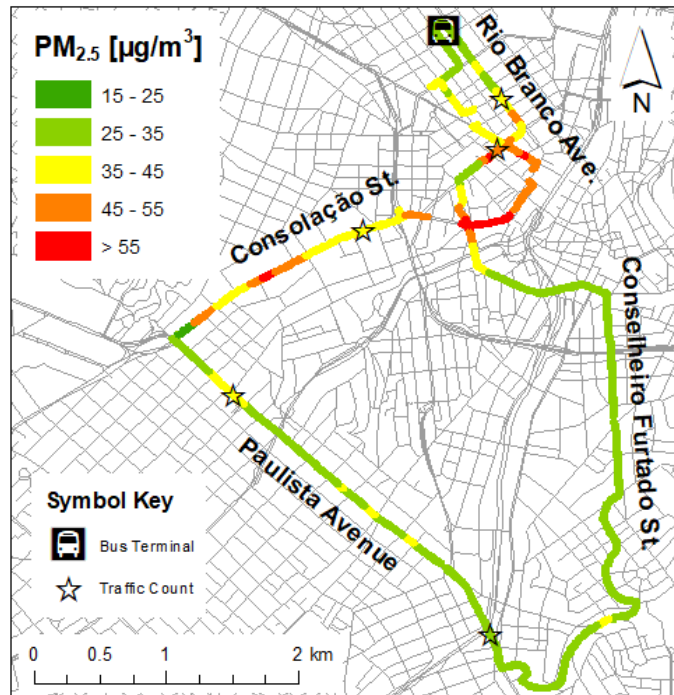 PM2.5 [µg/m3]
15 - 25
25 - 35
35 - 45
45 - 55
> 55
Rio Branco Ave.
N
Consolação St.
Conselheiro Furtado St.
Paulista Avenue
Symbol Key
Bus Terminal
Traffic Count
0 0.5 1 2 km